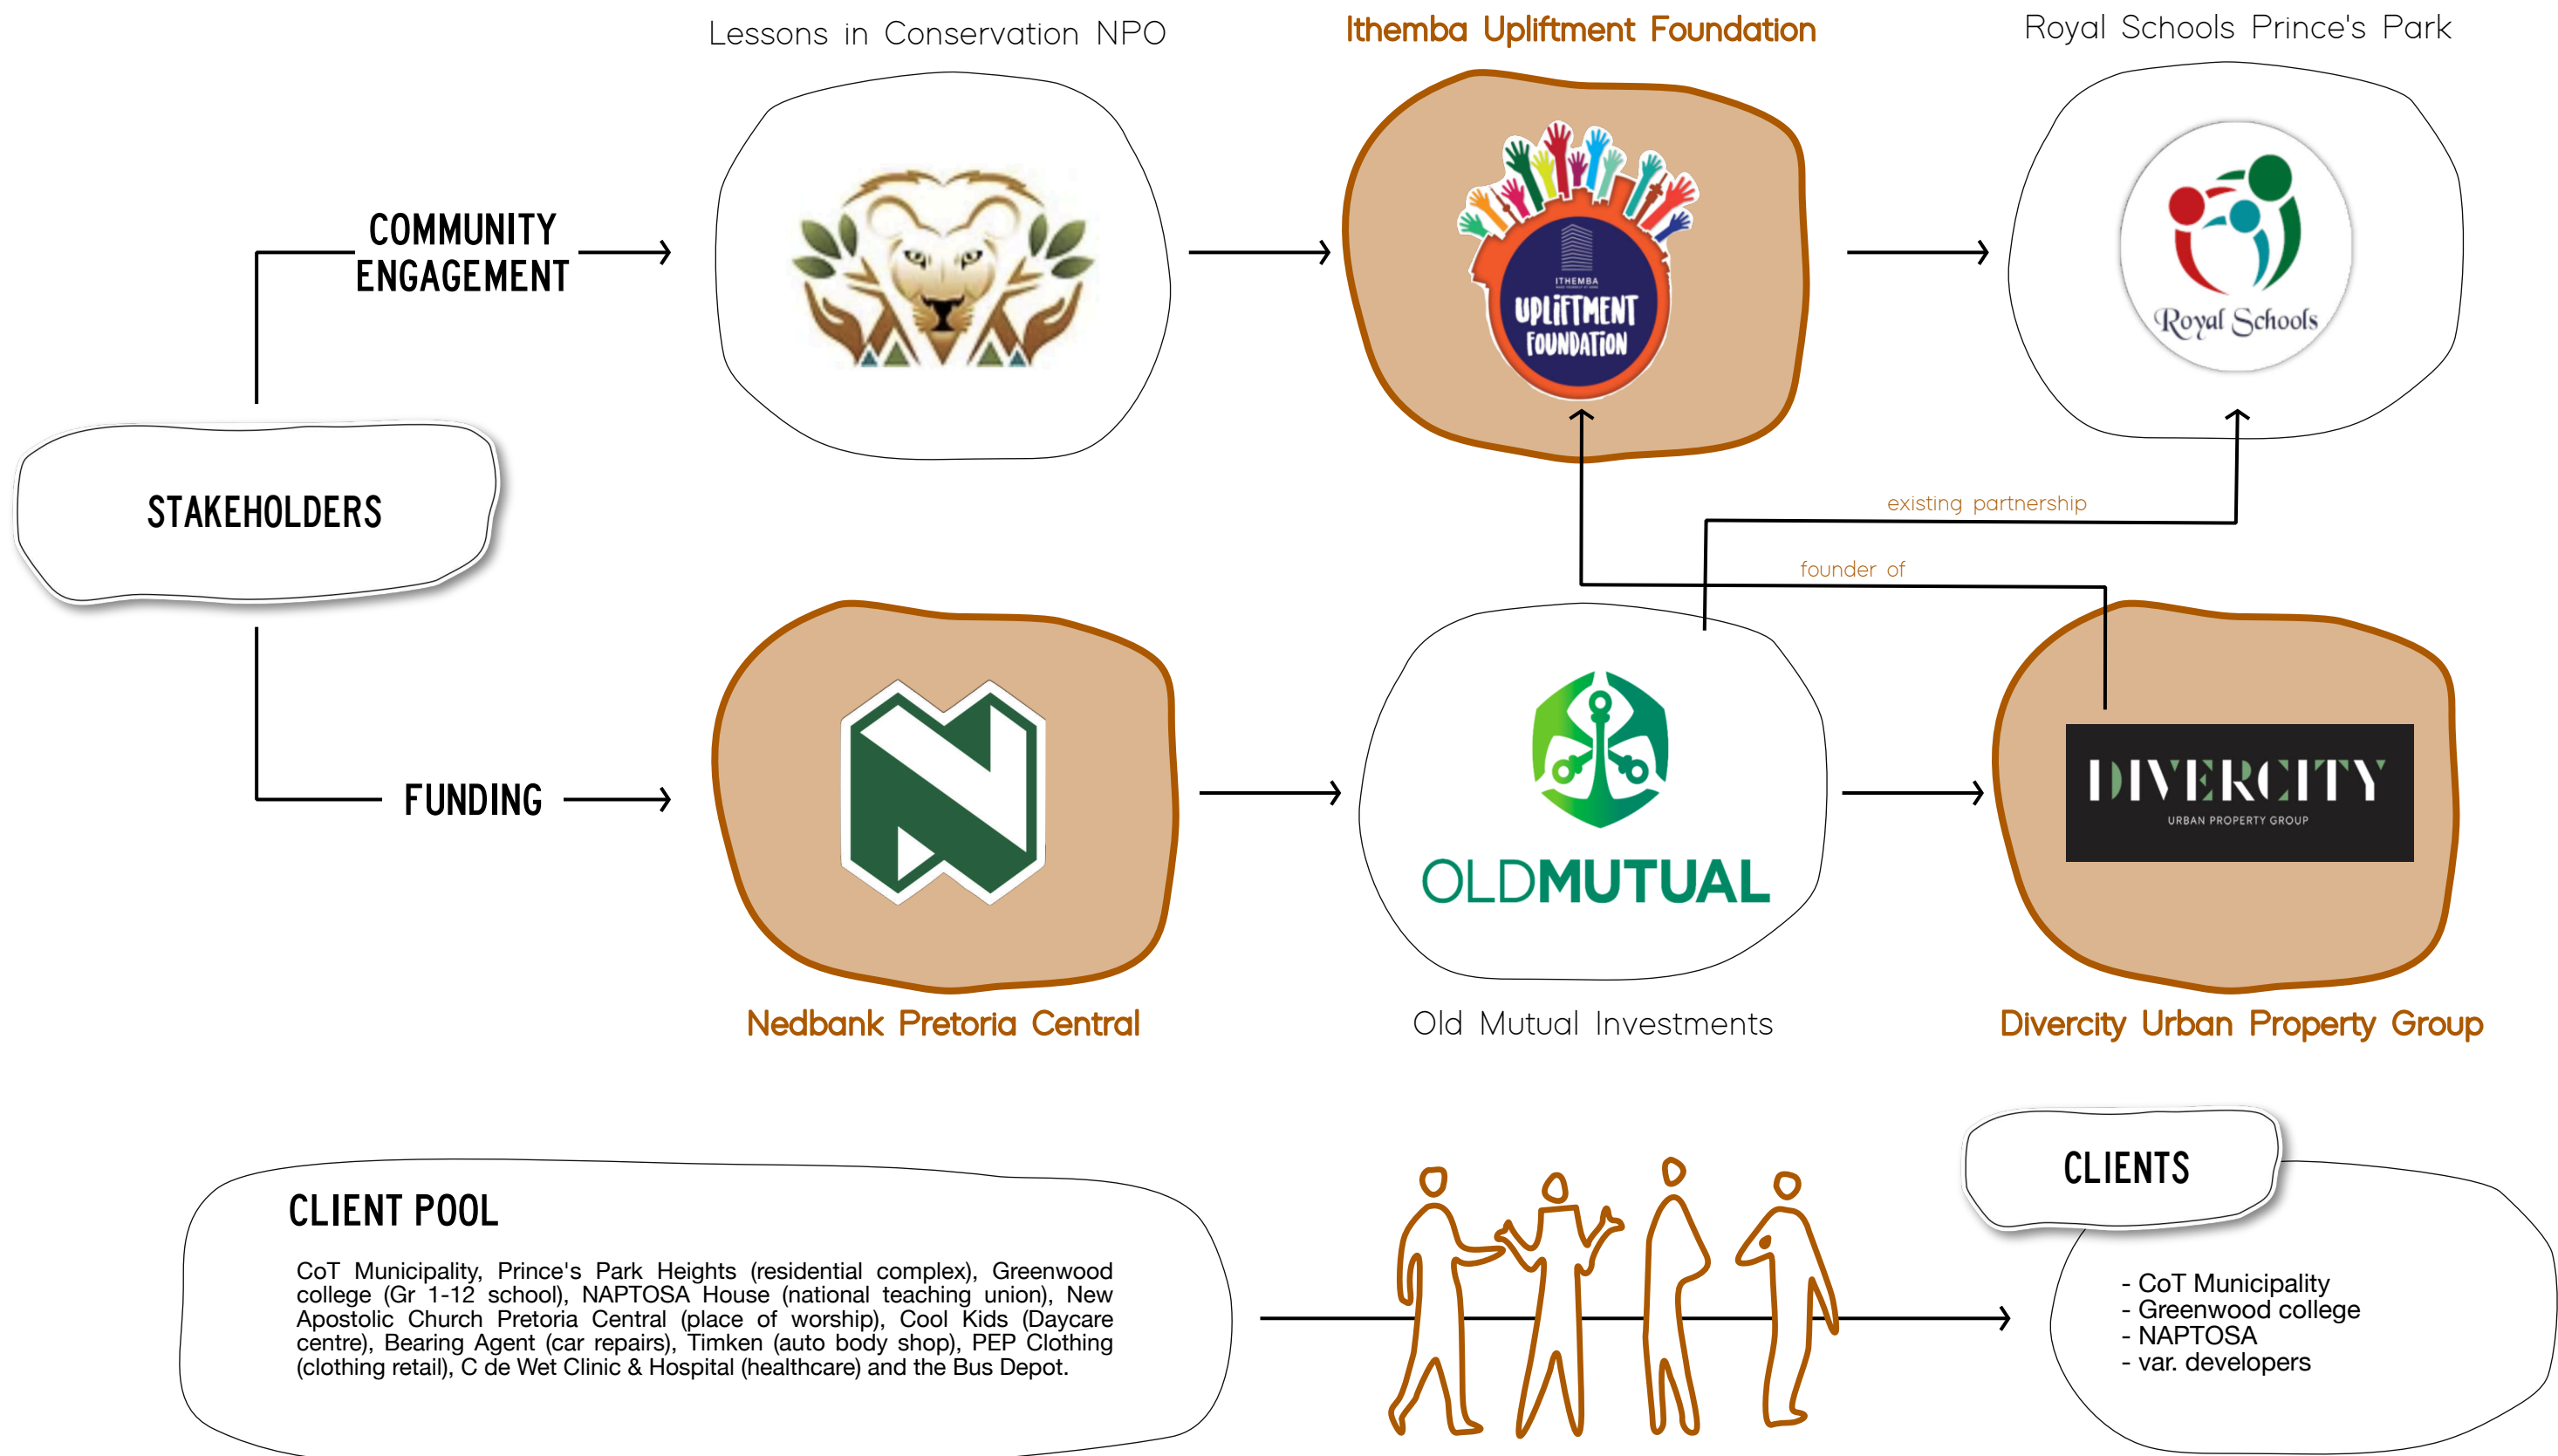 Lessons in Conservation NPO
Ithemba Upliftment Foundation
Royal Schools Prince's Park
COMMUNITY
ENGAGEMENT
ITHEMBA
UPLiFTMENT
FOUNDATiON
Royal Schools
STAKEHOLDERS
existing partnership
founder of
FUNDING
OLDMUTUAL
DIVERCITY
URBAN PROPERTY GROUP
Nedbank Pretoria Central
Old Mutual Investments
Divercity Urban Property Group
CLIENT POOL
CoT Municipality, Prince's Park Heights (residential complex), Greenwood
college (Gr 1-12 school), NAPTOSA House (national teaching union), New
Apostolic Church Pretoria Central (place of worship), Cool Kids (Daycare
centre), Bearing Agent (car repairs), Timken (auto body shop), PEP Clothing
(clothing retail), C de Wet Clinic & Hospital (healthcare) and the Bus Depot.
CLIENTS
- CoT Municipality
- Greenwood college
- NAPTOSA
- var. developers